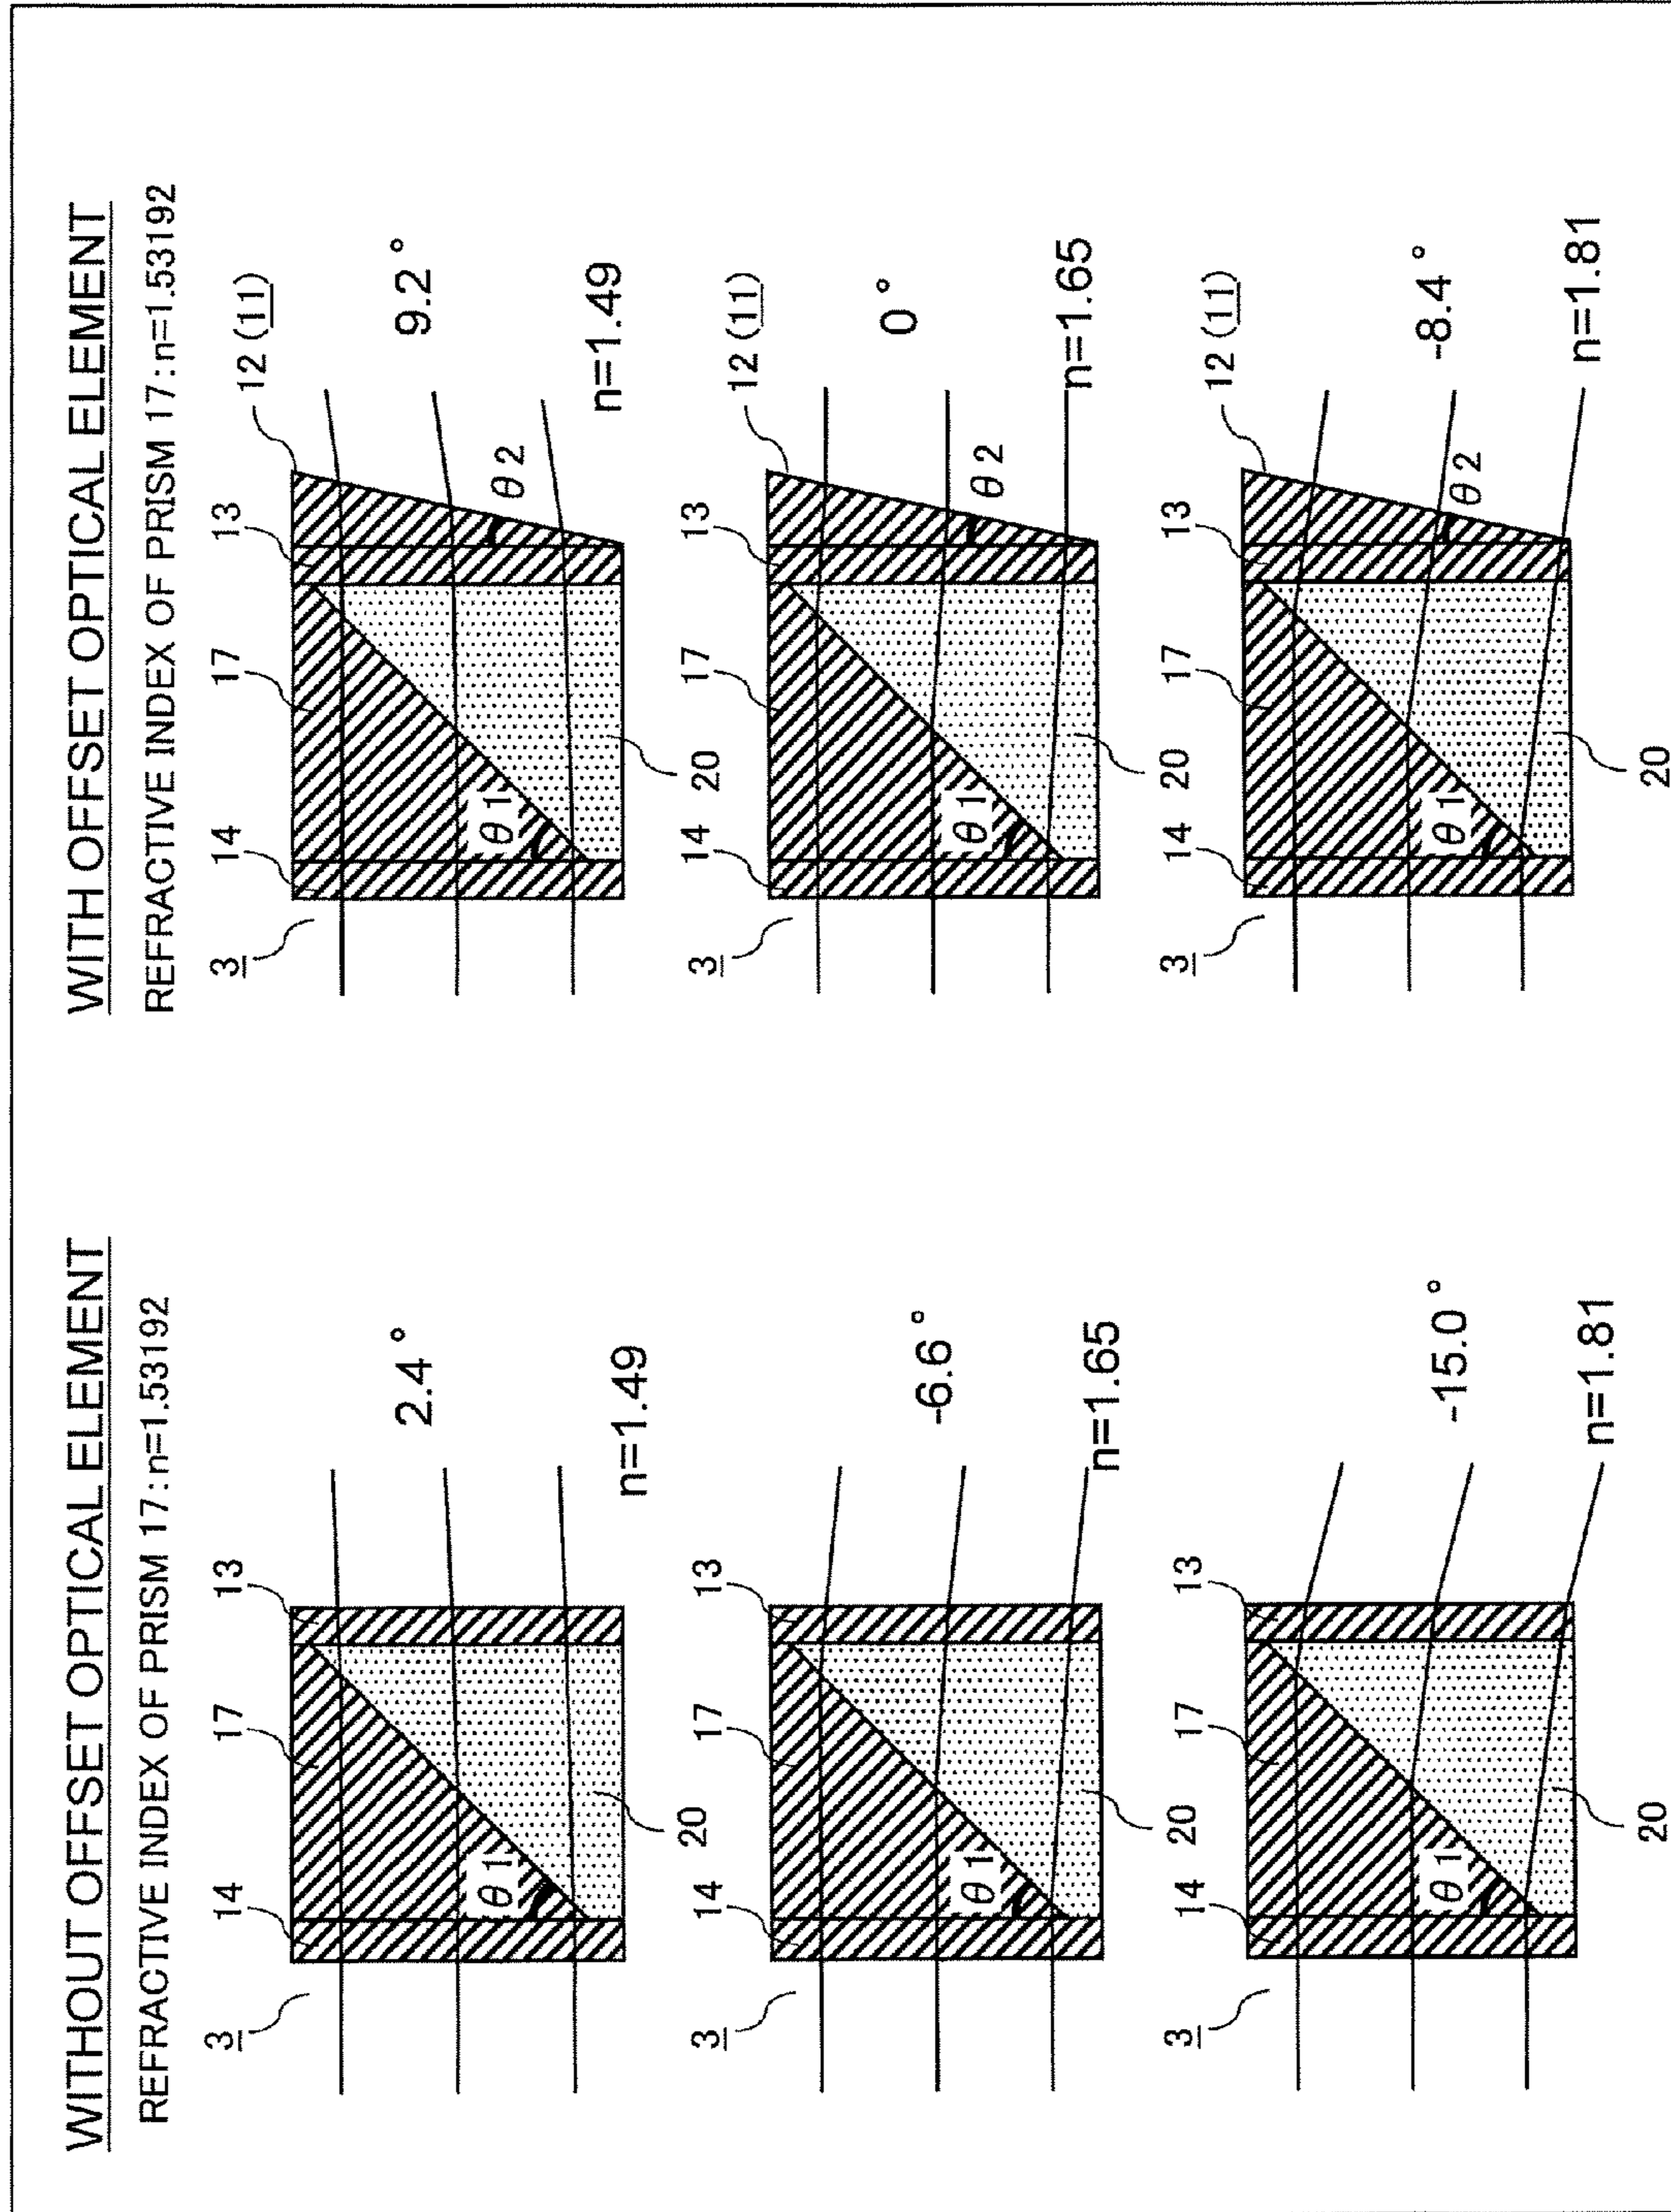 WITHOUT OFFSET OPTICAL ELEMENT
REFRACTIVE INDEX OF PRISM 17:n=1.53192
3
14
17
13
θ1
20
2.4°
n=1.49
3
14
17
13
θ1
20
-6.6°
n=1.65
3
14
17
13
θ1
20
-15.0°
n=1.81
WITH OFFSET OPTICAL ELEMENT
REFRACTIVE INDEX OF PRISM 17:n=1.53192
3
14
17
13
12 (11)
θ1
θ2
20
9.2°
n=1.49
3
14
17
13
12 (11)
θ1
θ2
20
0°
n=1.65
3
14
17
13
12 (11)
θ1
θ2
20
-8.4°
n=1.81